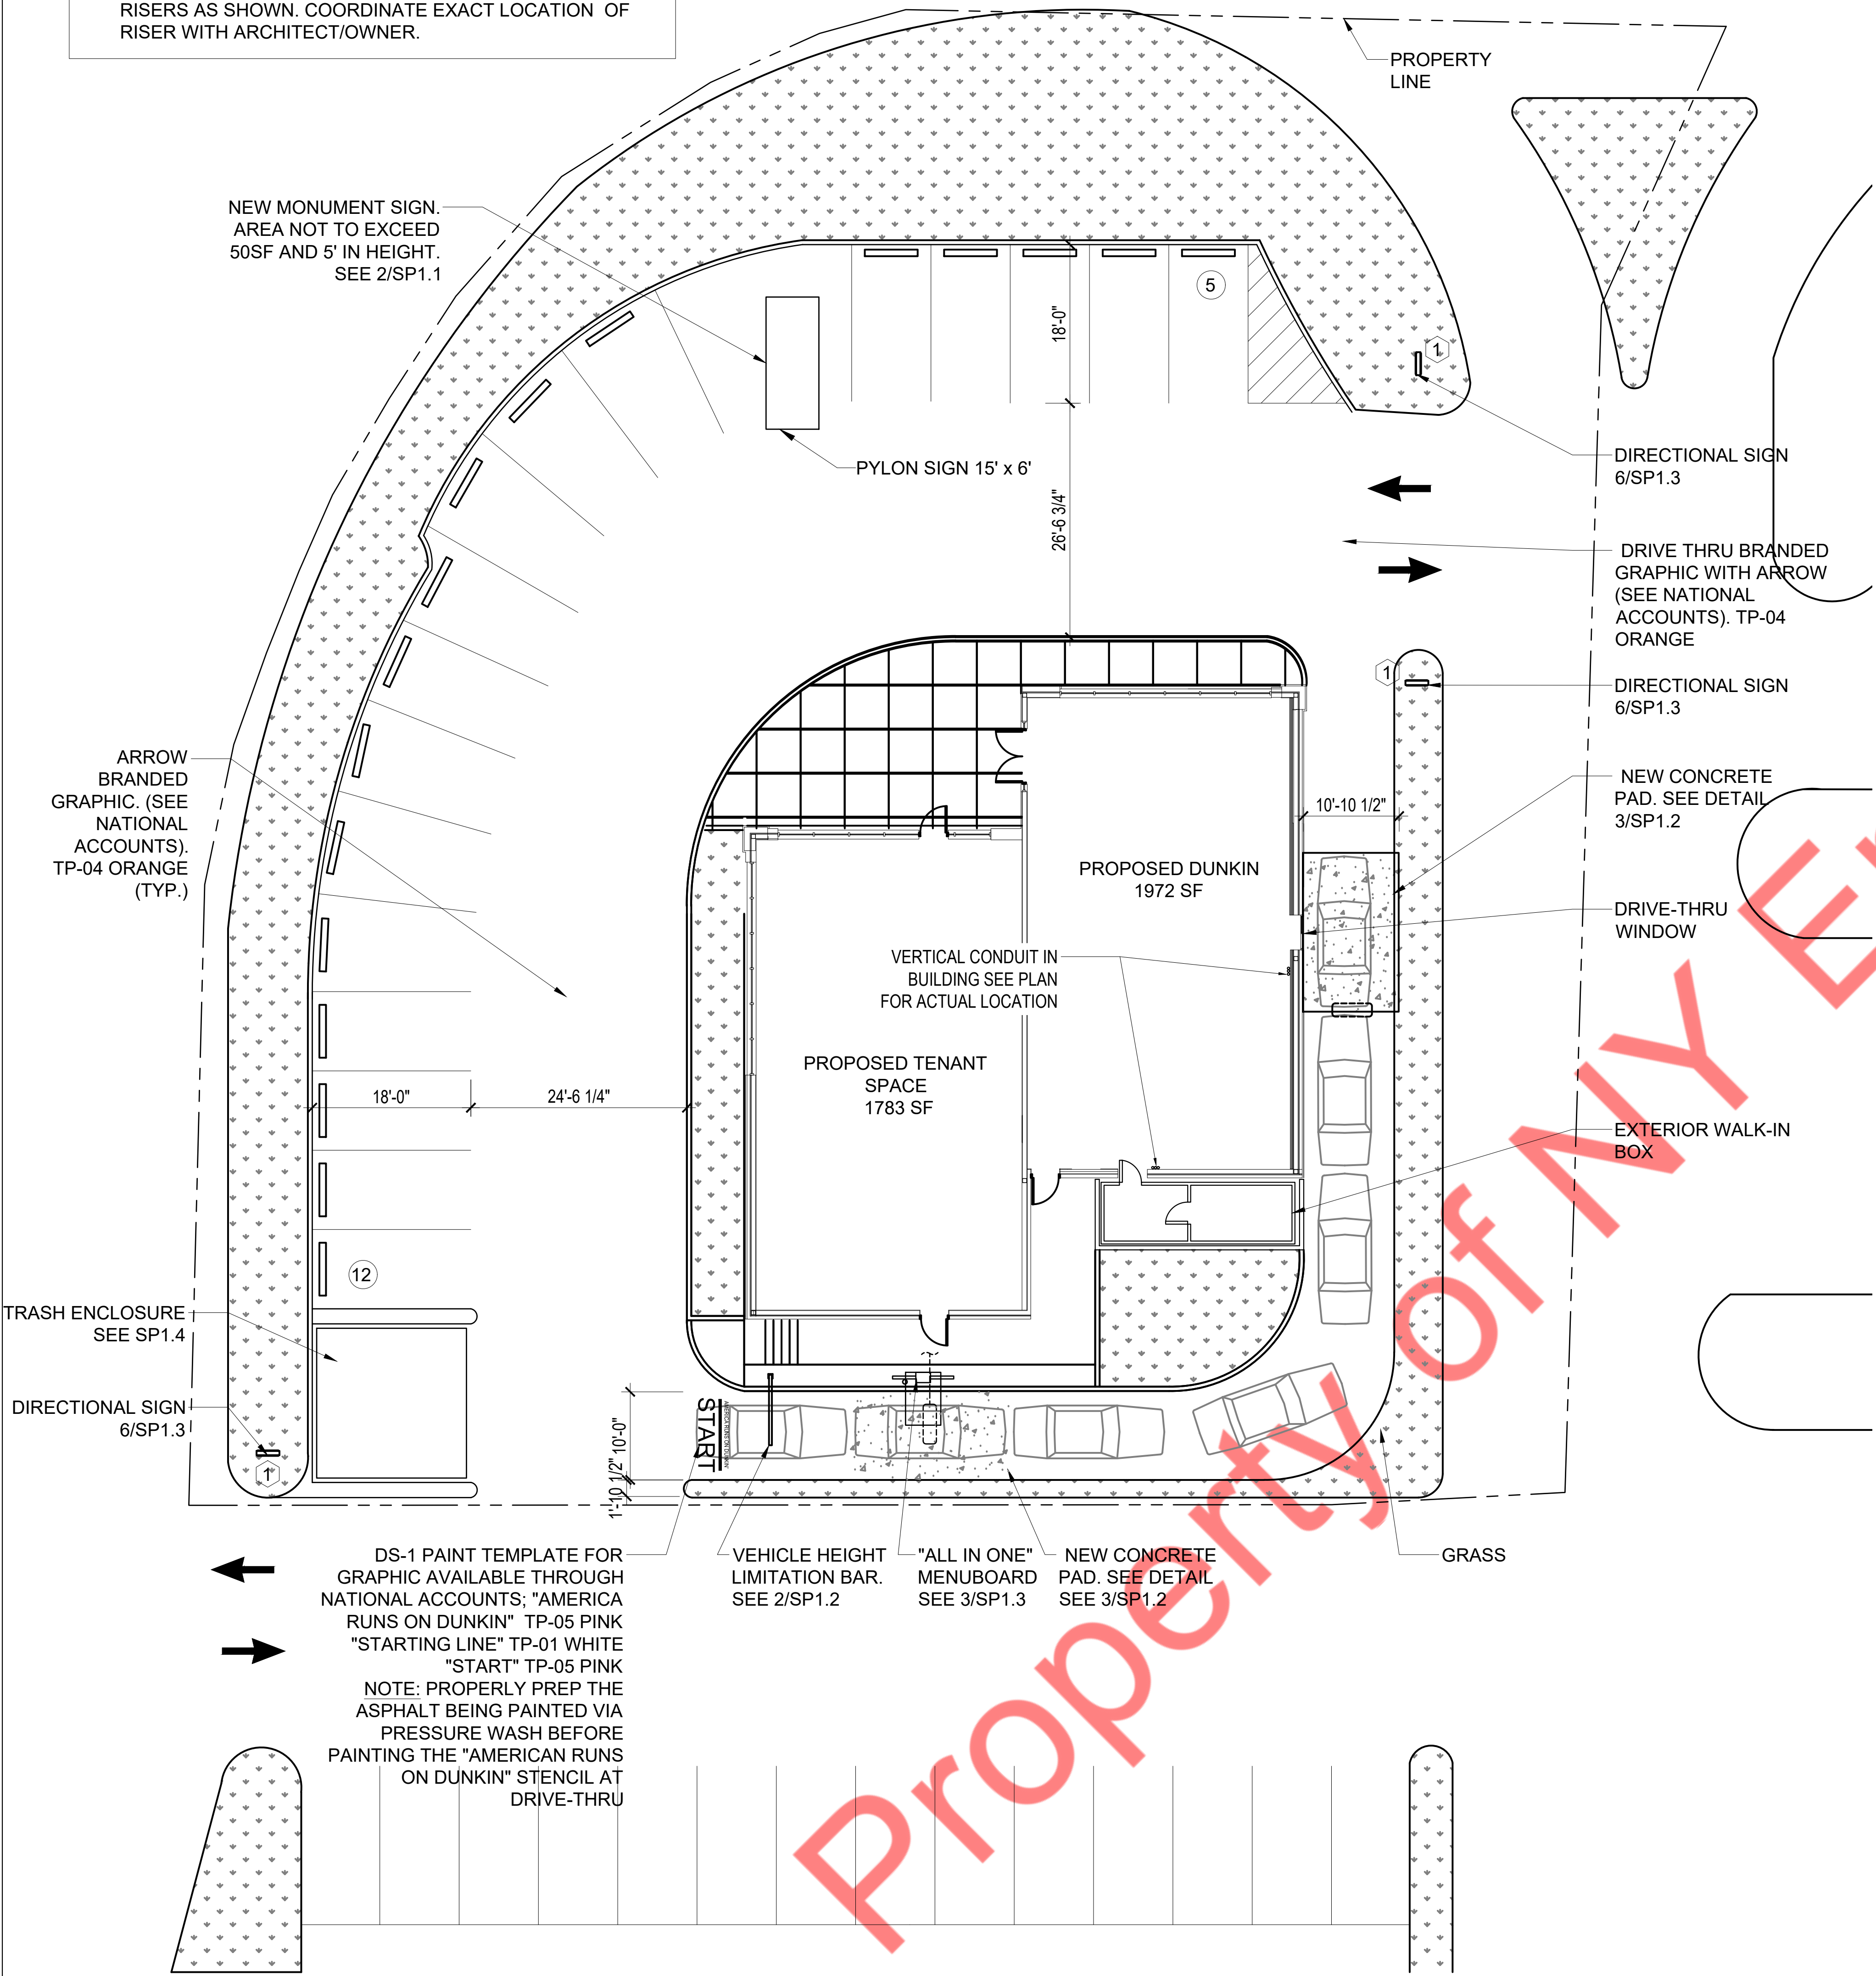 RISERS AS SHOWN. COORDINATE EXACT LOCATION OF
RISER WITH ARCHITECT/OWNER.
PROPERTY
LINE
NEW MONUMENT SIGN.
AREA NOT TO EXCEED
50SF AND 5' IN HEIGHT.
SEE 2/SP1.1
5
18'-0"
1
PYLON SIGN 15' x 6'
DIRECTIONAL SIGN
6/SP1.3
26'-6 3/4"
DRIVE THRU BRANDED
GRAPHIC WITH ARROW
(SEE NATIONAL
ACCOUNTS). TP-04
ORANGE
1
DIRECTIONAL SIGN
6/SP1.3
ARROW
BRANDED
GRAPHIC. (SEE
NATIONAL
ACCOUNTS).
TP-04 ORANGE
(TYP.)
NEW CONCRETE
PAD. SEE DETAIL
3/SP1.2
10'-10 1/2"
PROPOSED DUNKIN
1972 SF
DRIVE-THRU
WINDOW
VERTICAL CONDUIT IN
BUILDING SEE PLAN
FOR ACTUAL LOCATION
PROPOSED TENANT
SPACE
1783 SF
18'-0"
24'-6 1/4"
EXTERIOR WALK-IN
BOX
12
TRASH ENCLOSURE
SEE SP1.4
DIRECTIONAL SIGN
6/SP1.3
1
10'-0"
1'-10 1/2"
START
AMERICA RUNS ON DUNKIN'
DS-1 PAINT TEMPLATE FOR
GRAPHIC AVAILABLE THROUGH
NATIONAL ACCOUNTS; "AMERICA
RUNS ON DUNKIN" TP-05 PINK
"STARTING LINE" TP-01 WHITE
"START" TP-05 PINK
NOTE: PROPERLY PREP THE
ASPHALT BEING PAINTED VIA
PRESSURE WASH BEFORE
PAINTING THE "AMERICAN RUNS
ON DUNKIN" STENCIL AT
DRIVE-THRU
VEHICLE HEIGHT
LIMITATION BAR.
SEE 2/SP1.2
"ALL IN ONE"
MENUBOARD
SEE 3/SP1.3
NEW CONCRETE
PAD. SEE DETAIL
SEE 3/SP1.2
GRASS
Property of NY